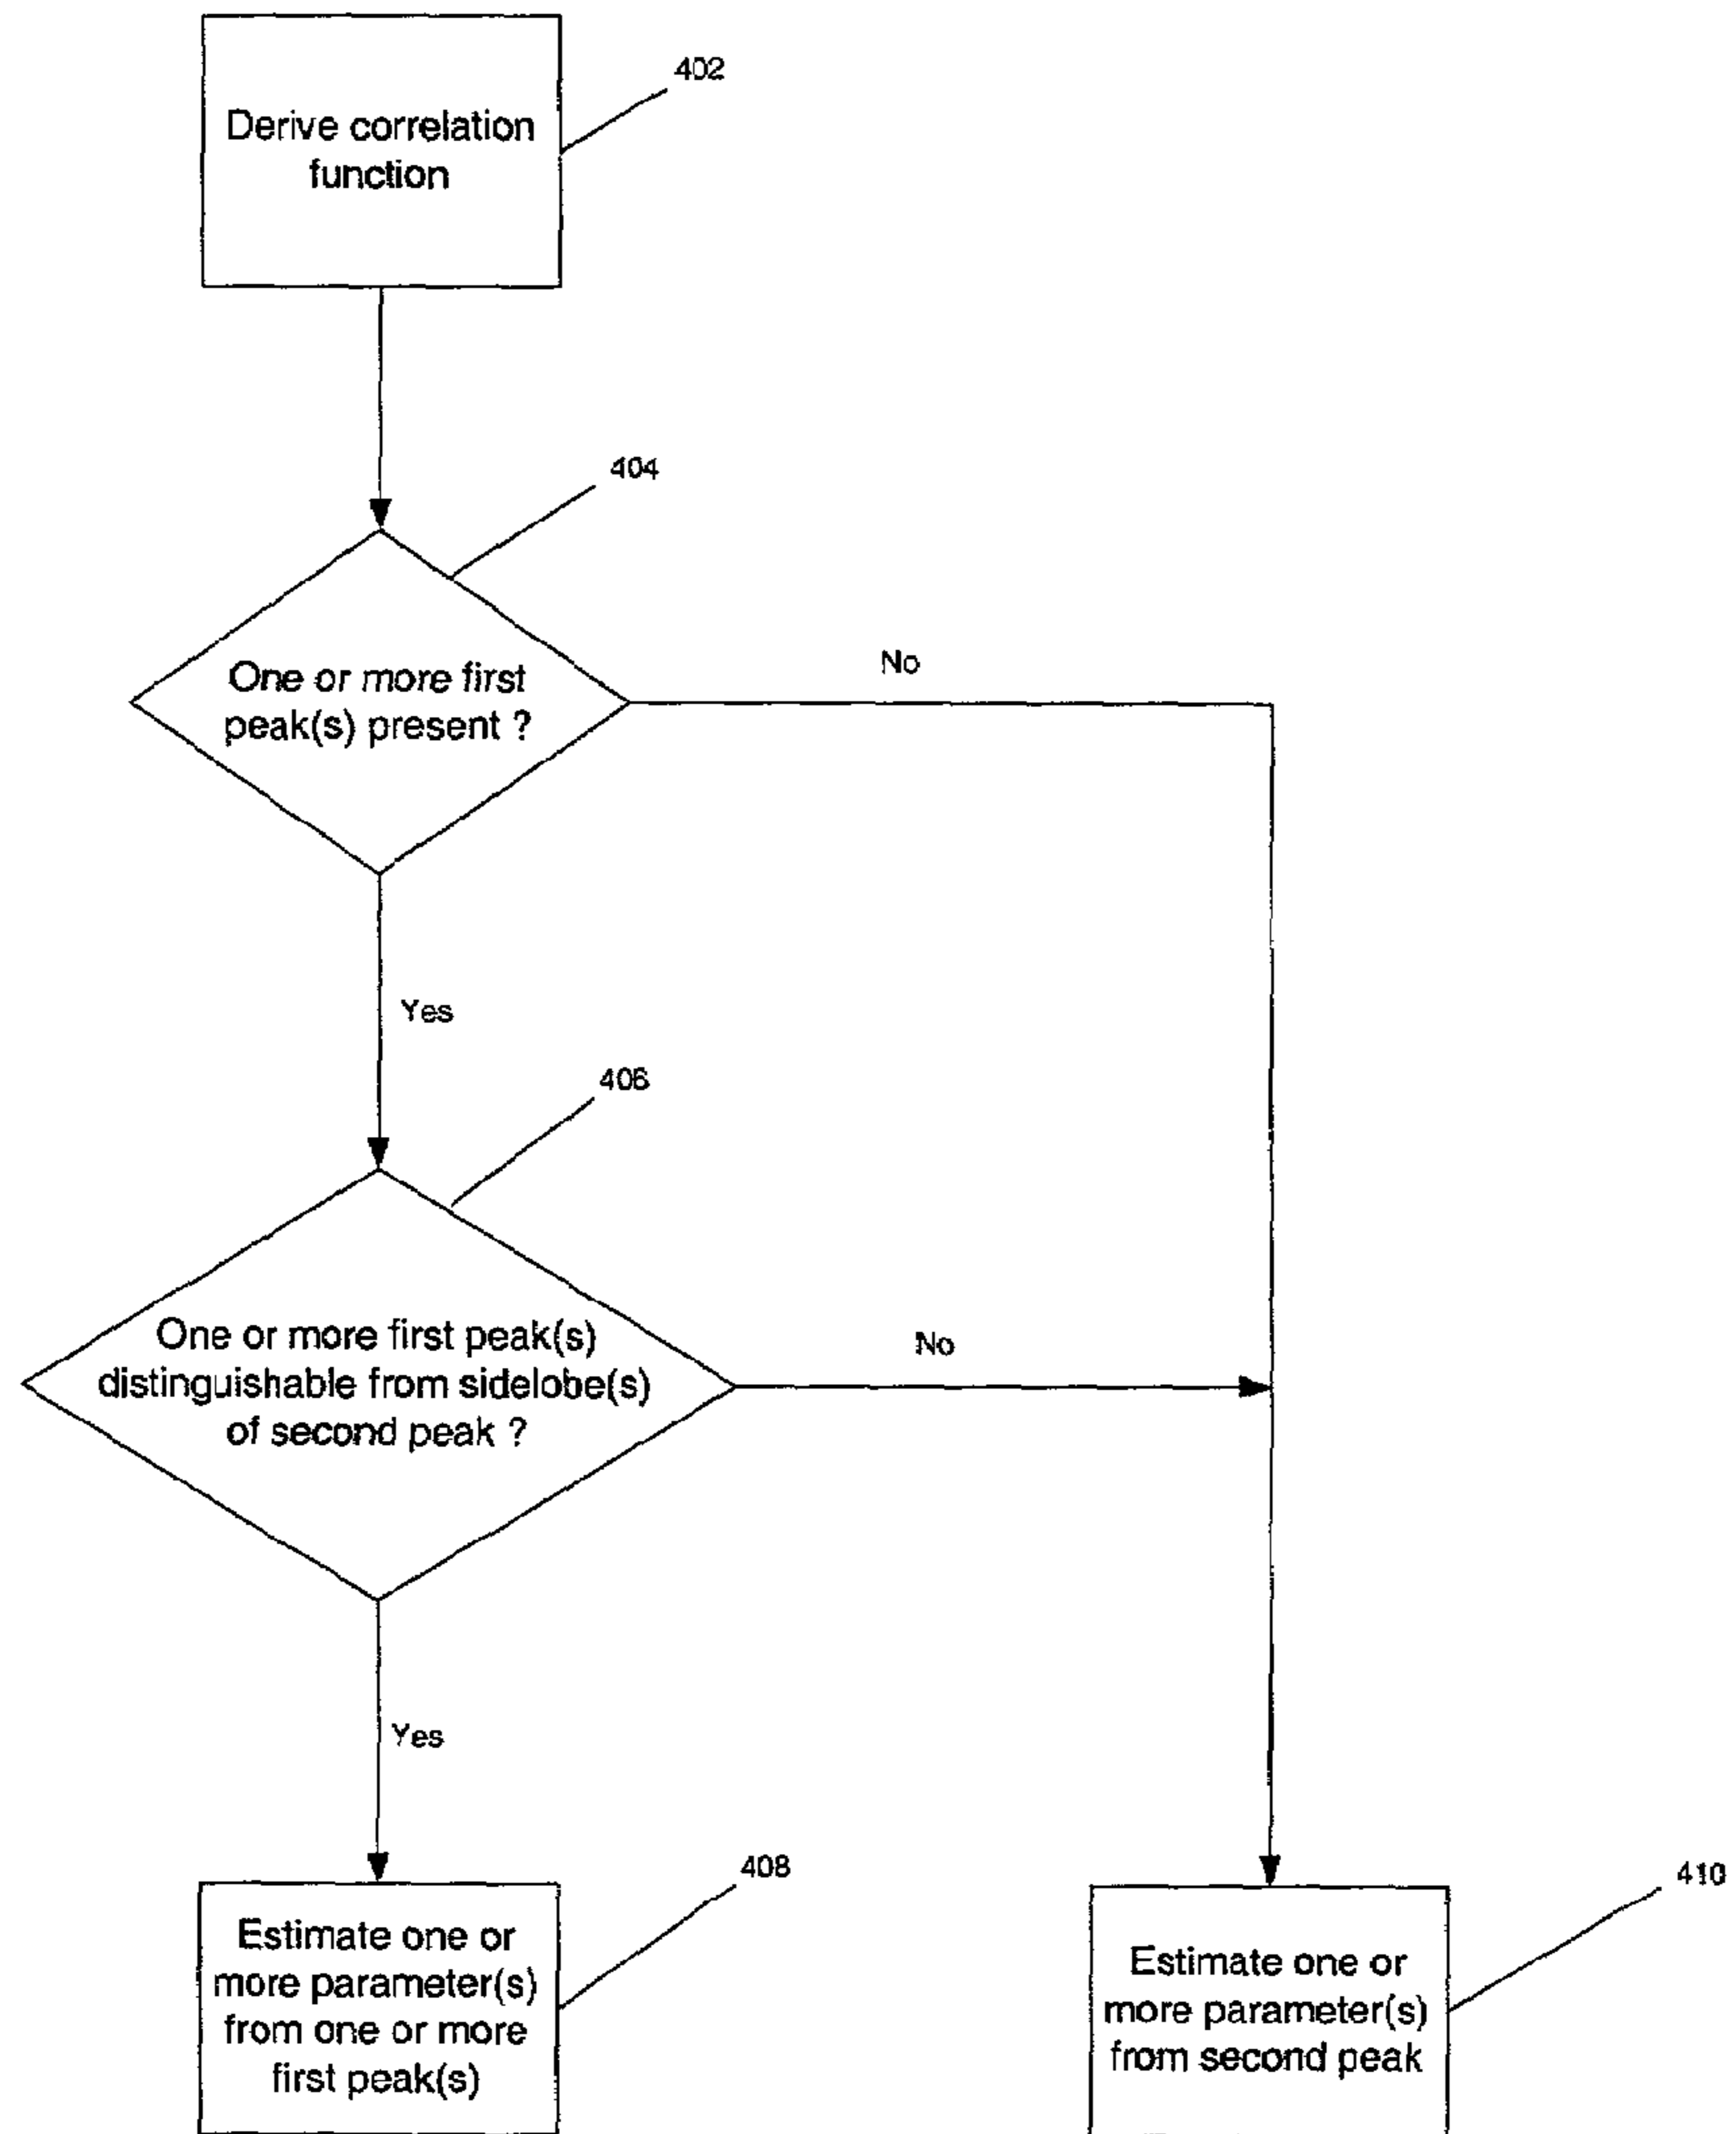 402
Derive correlation
function
404
One or more first
peak(s) present ?
No
Yes
406
One or more first peak(s)
distinguishable from sidelobe(s)
of second peak ?
No
Yes
408
Estimate one or
more parameter(s)
from one or more
first peak(s)
410
Estimate one or
more parameter(s)
from second peak